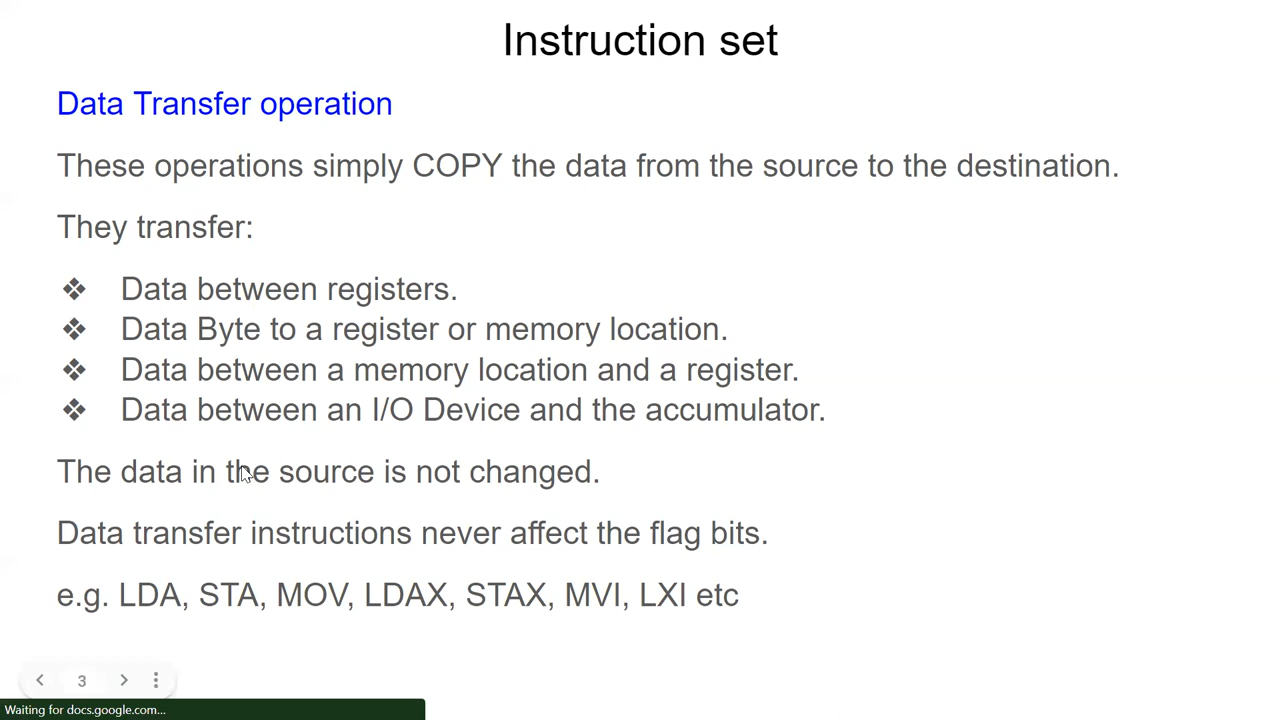 Instruction set
Data Transfer operation
These operations simply COPY the data from the source to the destination.
They transfer:
❖ Data between registers.
❖ Data Byte to a register or memory location.
❖ Data between a memory location and a register.
❖ Data between an I/O Device and the accumulator.
The data in the source is not changed.
Data transfer instructions never affect the flag bits.
e.g. LDA, STA, MOV, LDAX, STAX, MVI, LXI etc
3
Waiting for docs.google.com...